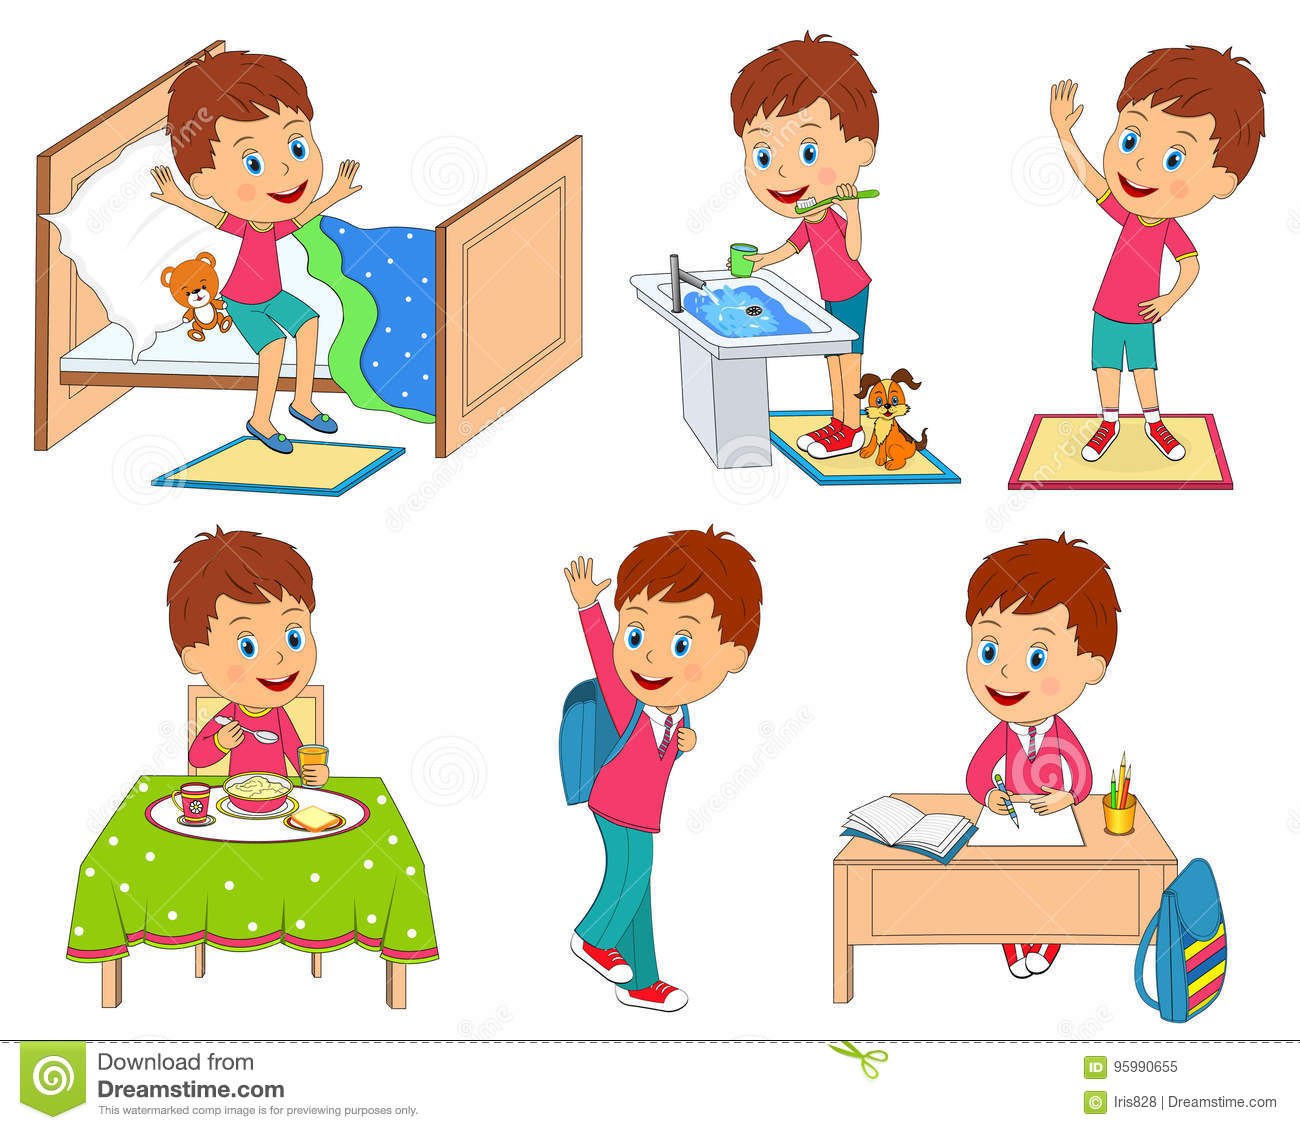 Download from
Dreamstime.com
This watermarked comp image is for previewing purposes only.
ID 95990655
© Iris828 | Dreamstime.com